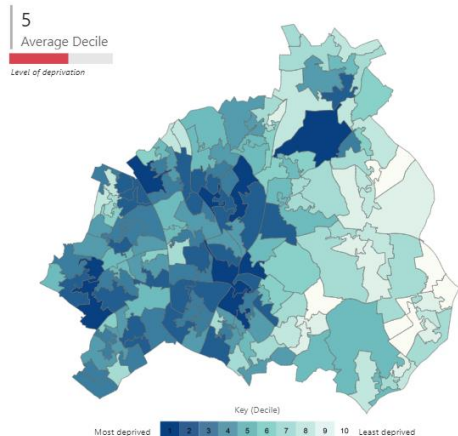 5
Average Decile
Level of deprivation
Key (Decile)
Most deprived 1 2 3 4 5 6 7 8 9 10 Least deprived